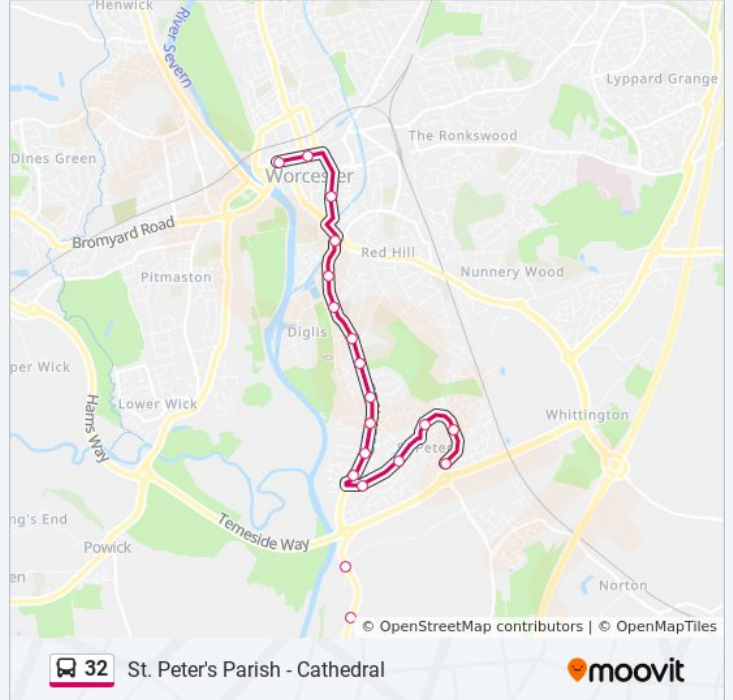 Henwick
River Severn
Lyppard Grange
The Ronkswood
Dines Green
Worcester
Bromyard Road
Red Hill
Nunnery Wood
Pitmaston
Diglis
per Wick
Lower Wick
Hams Way
Whittington
St Peter
ng's End
Temeside Way
Powick
en
Norton
© OpenStreetMap contributors | © OpenMapTiles
32 St. Peter's Parish - Cathedral
moovit